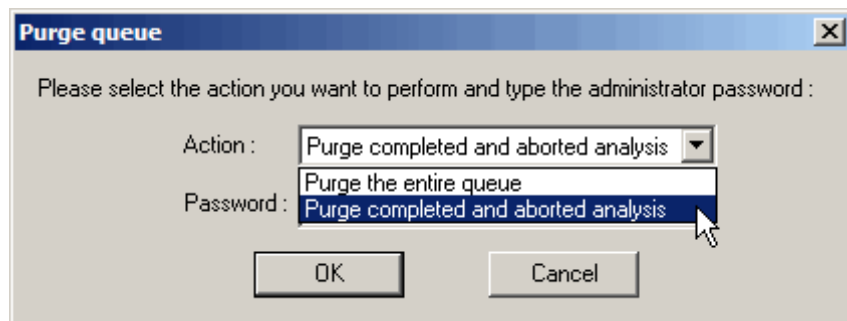 Purge queue
Please select the action you want to perform and type the administrator password :
Action : Purge completed and aborted analysis
Purge the entire queue
Password : Purge completed and aborted analysis
OK Cancel